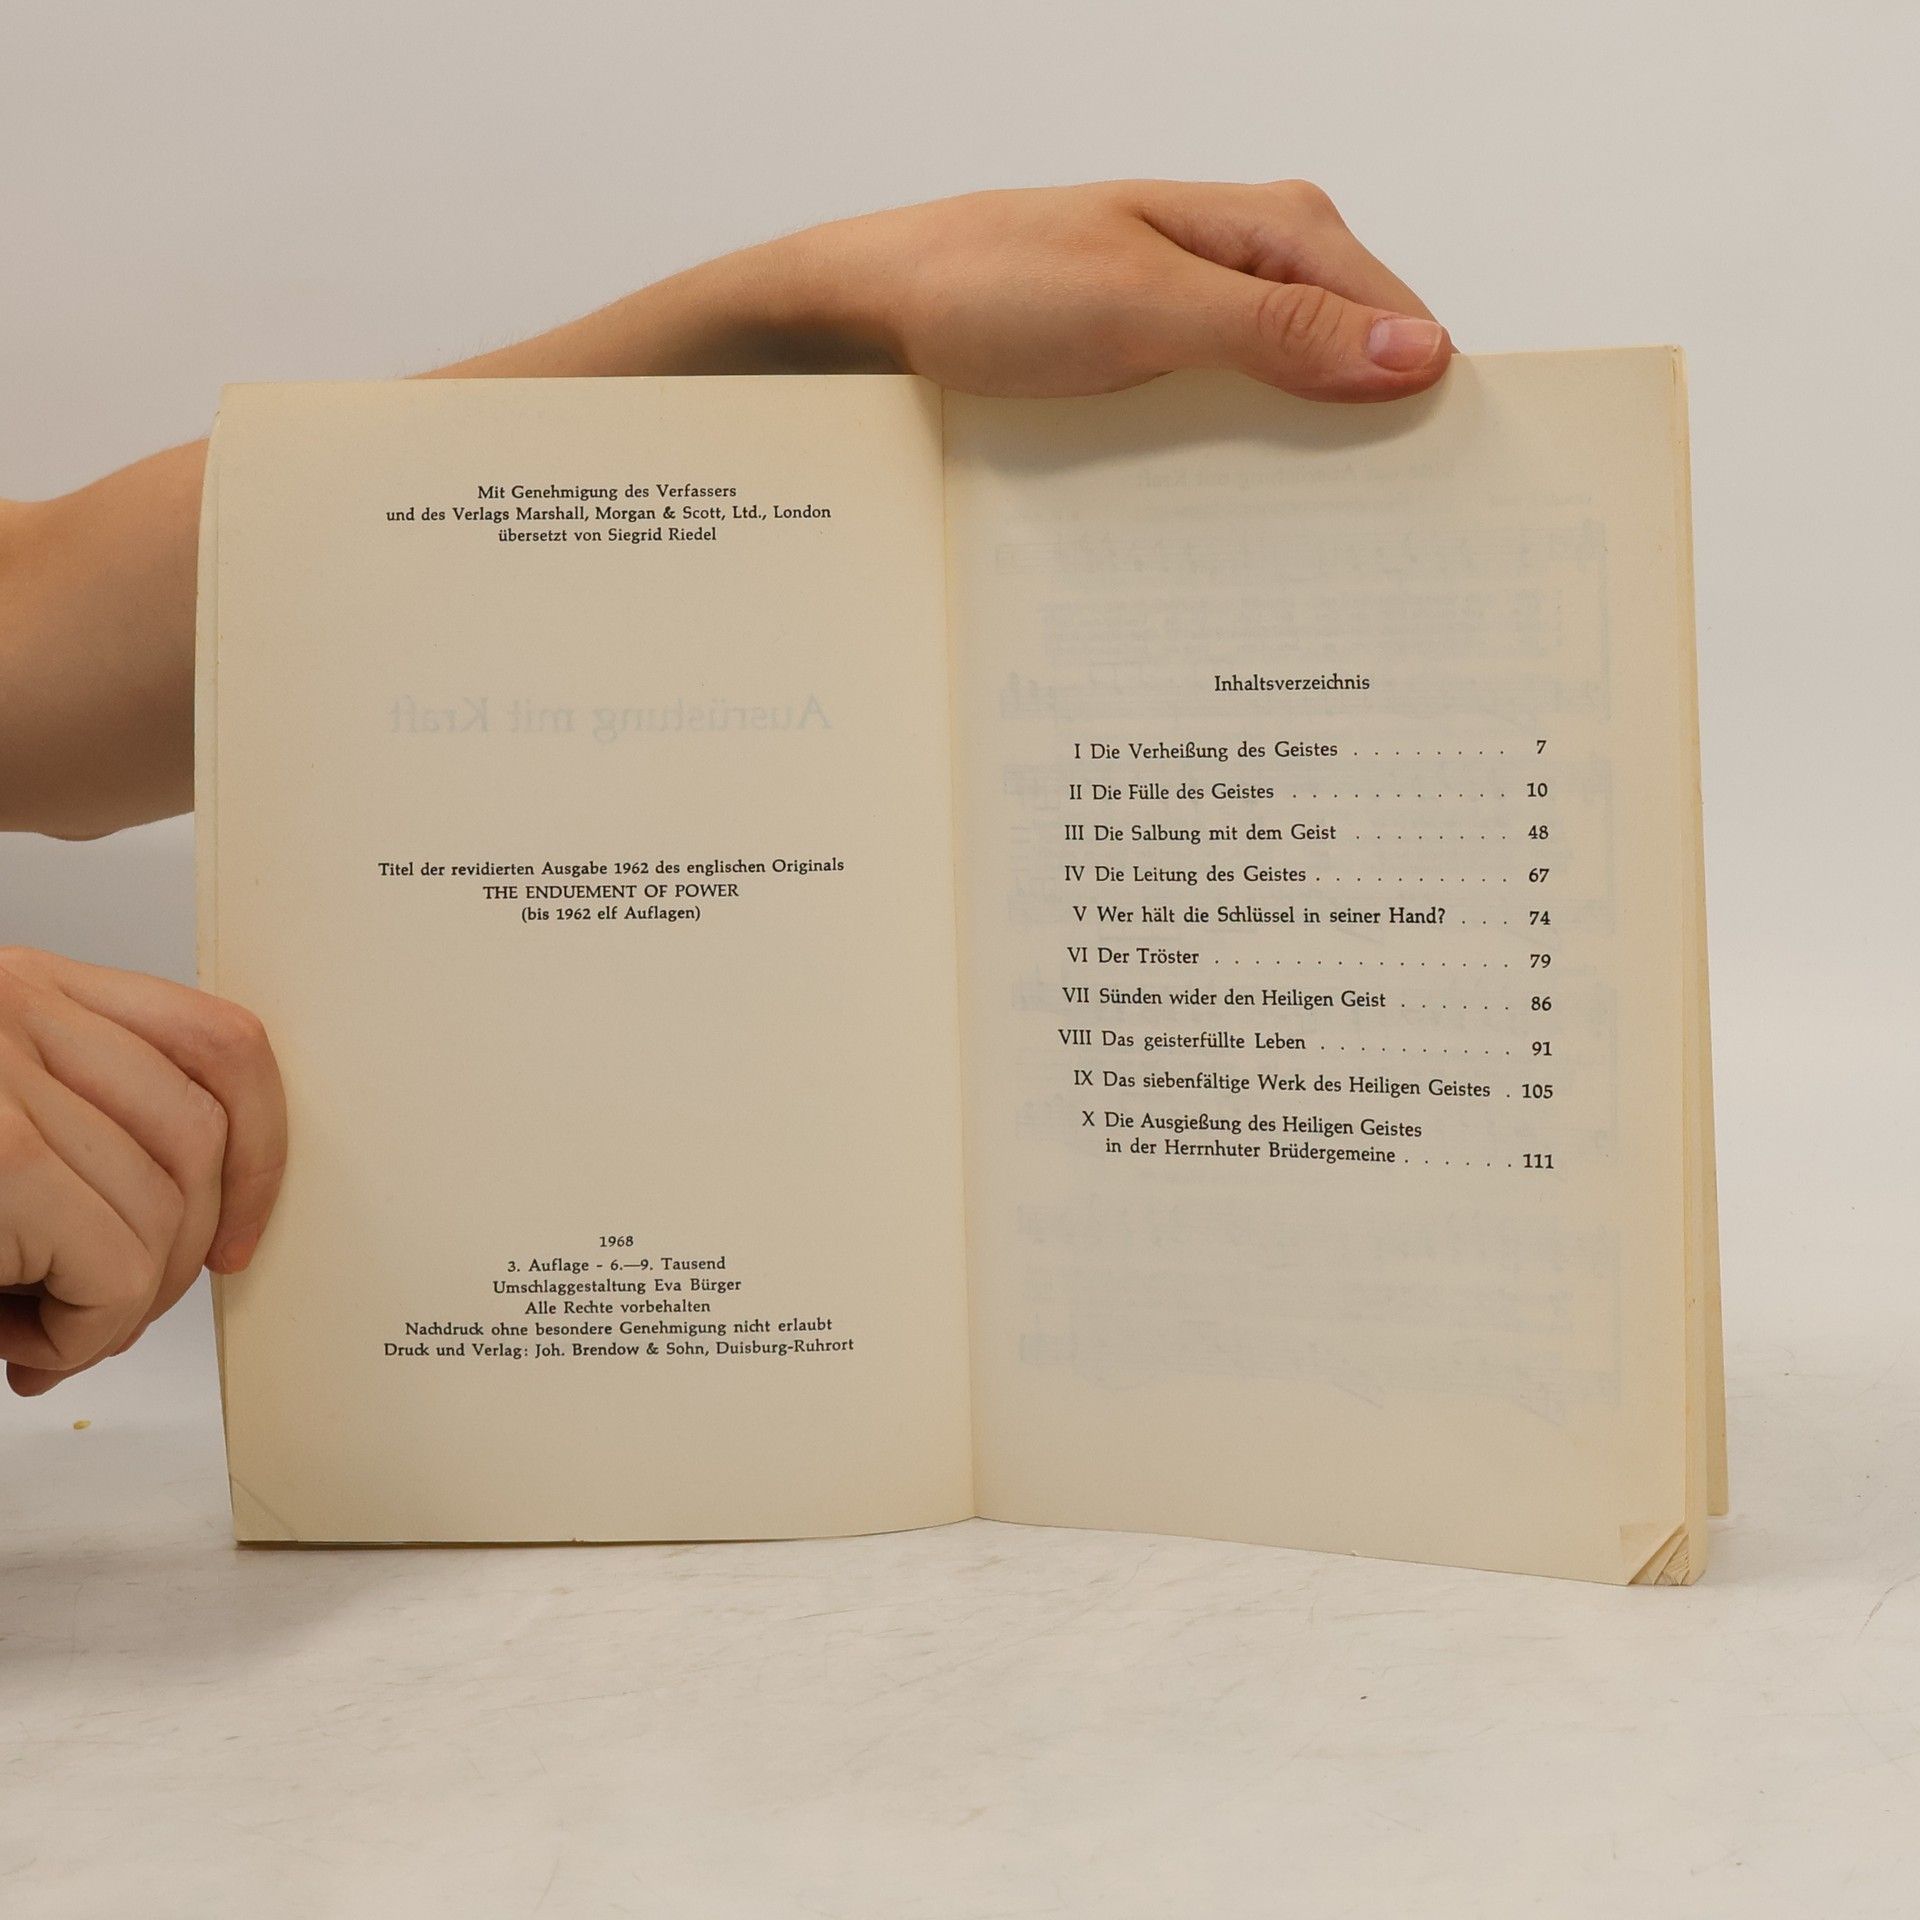 Mit Genehmigung des Verfassers
und des Verlags Marshall, Morgan & Scott, Ltd., London
übersetzt von Siegrid Riedel
Ausrüstung mit Kraft
Titel der revidierten Ausgabe 1962 des englischen Originals
THE ENDUEMENT OF POWER
(bis 1962 elf Auflagen)
1968
3. Auflage - 6.—9. Tausend
Umschlaggestaltung Eva Bürger
Alle Rechte vorbehalten
Nachdruck ohne besondere Genehmigung nicht erlaubt
Druck und Verlag: Joh. Brendow & Sohn, Duisburg-Ruhrort
Inhaltsverzeichnis
I Die Verheißung des Geistes . . . . . . . . 7
II Die Fülle des Geistes . . . . . . . . . . . 10
III Die Salbung mit dem Geist . . . . . . . . 48
IV Die Leitung des Geistes . . . . . . . . . . 67
V Wer hält die Schlüssel in seiner Hand? . . . 74
VI Der Tröster . . . . . . . . . . . . . . . 79
VII Sünden wider den Heiligen Geist . . . . . . 86
VIII Das geisterfüllte Leben . . . . . . . . . . 91
IX Das siebenfältige Werk des Heiligen Geistes . 105
X Die Ausgießung des Heiligen Geistes
in der Herrnhuter Brüdergemeine . . . . . . 111